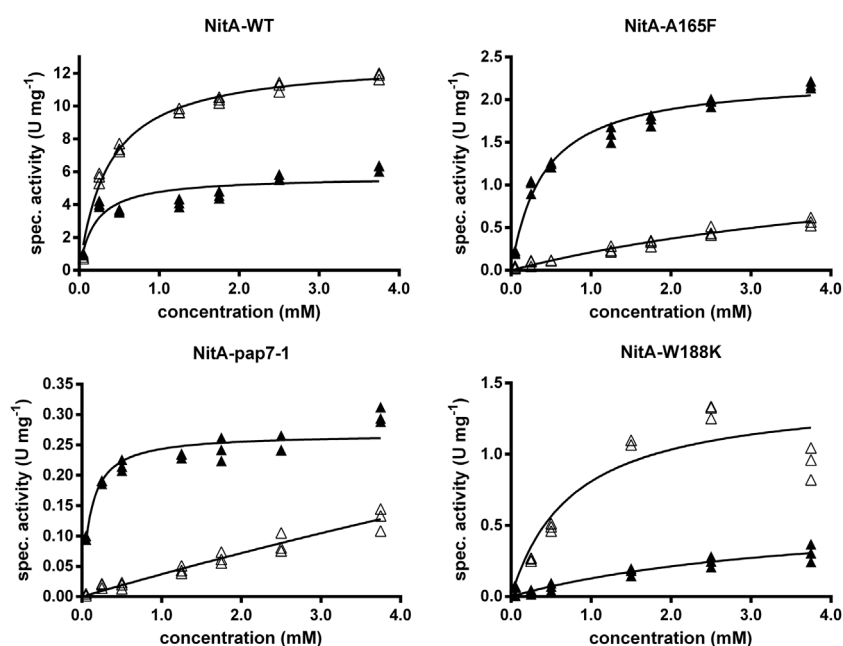 NitA-WT
spec. activity (U mg-1)
12
10
8
6
4
2
0
0.0 1.0 2.0 3.0 4.0
concentration (mM)
NitA-A165F
spec. activity (U mg-1)
2.5
2.0
1.5
1.0
0.5
0.0
0.0 1.0 2.0 3.0 4.0
concentration (mM)
NitA-pap7-1
spec. activity (U mg-1)
0.35
0.30
0.25
0.20
0.15
0.10
0.05
0.00
0.0 1.0 2.0 3.0 4.0
concentration (mM)
NitA-W188K
spec. activity (U mg-1)
1.5
1.0
0.5
0.0
0.0 1.0 2.0 3.0 4.0
concentration (mM)